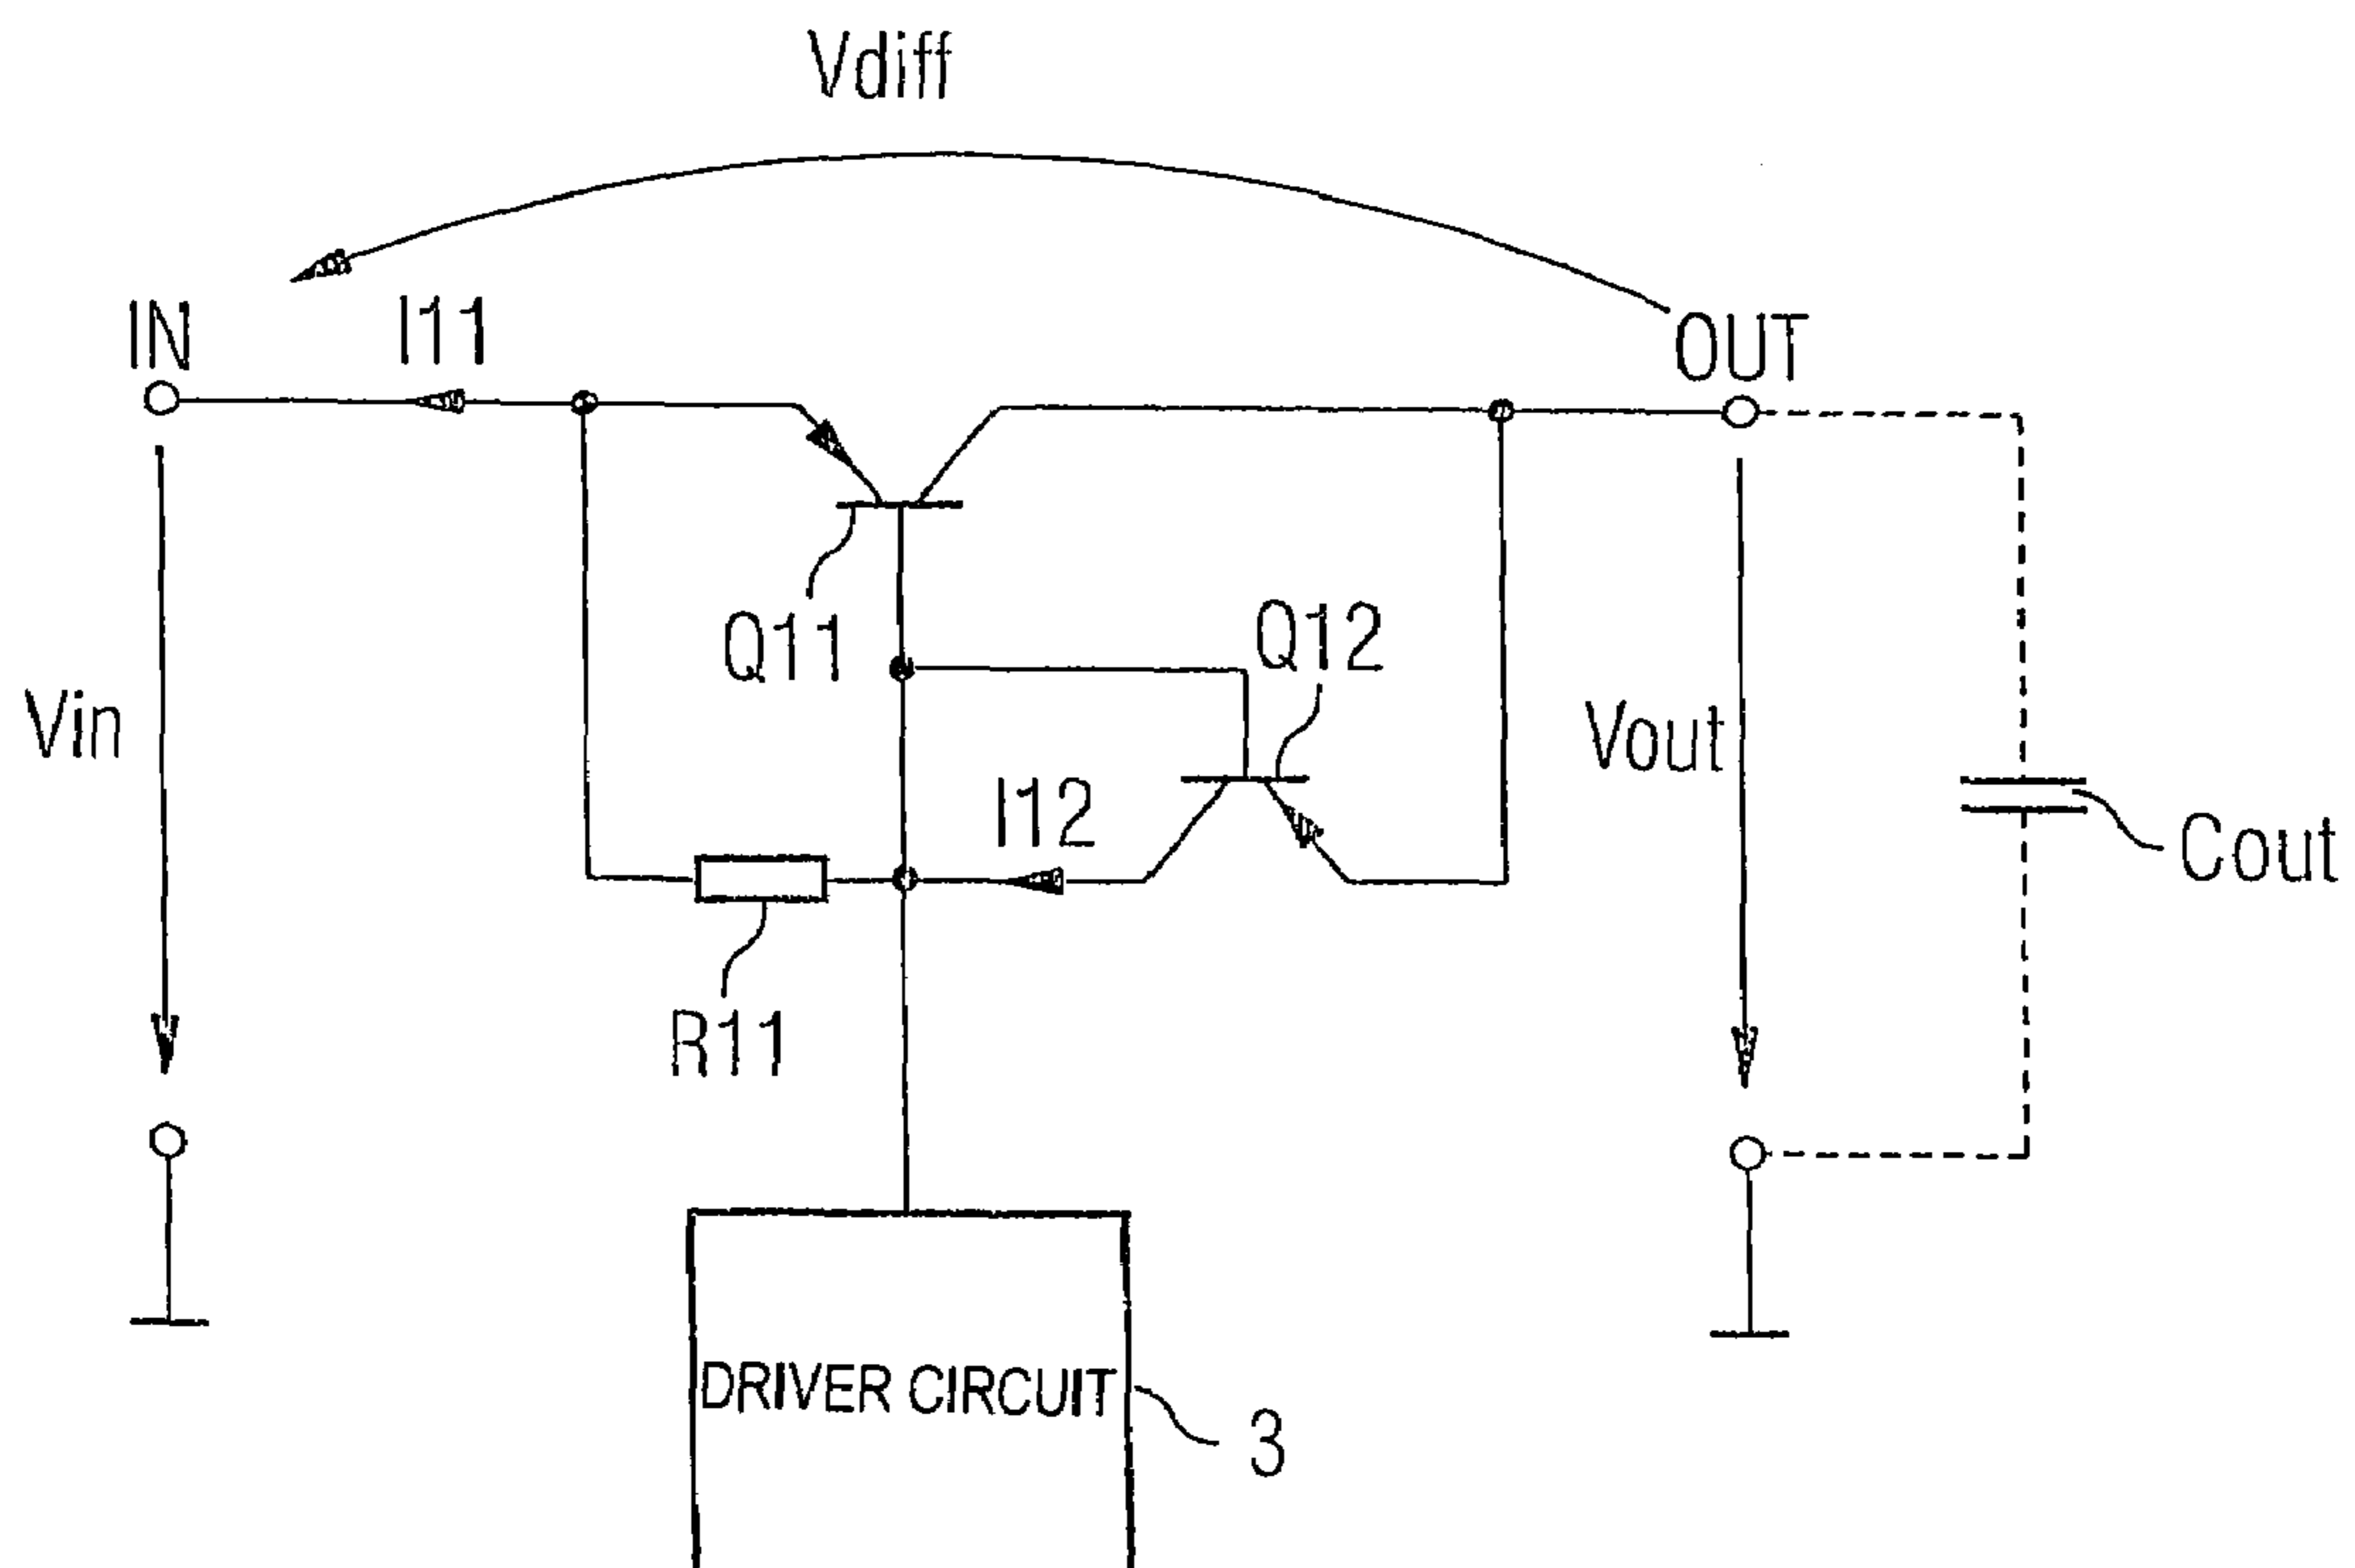 Vdiff
IN
I11
OUT
Q11
Q12
Vin
Vout
I12
Cout
R11
DRIVER CIRCUIT
3